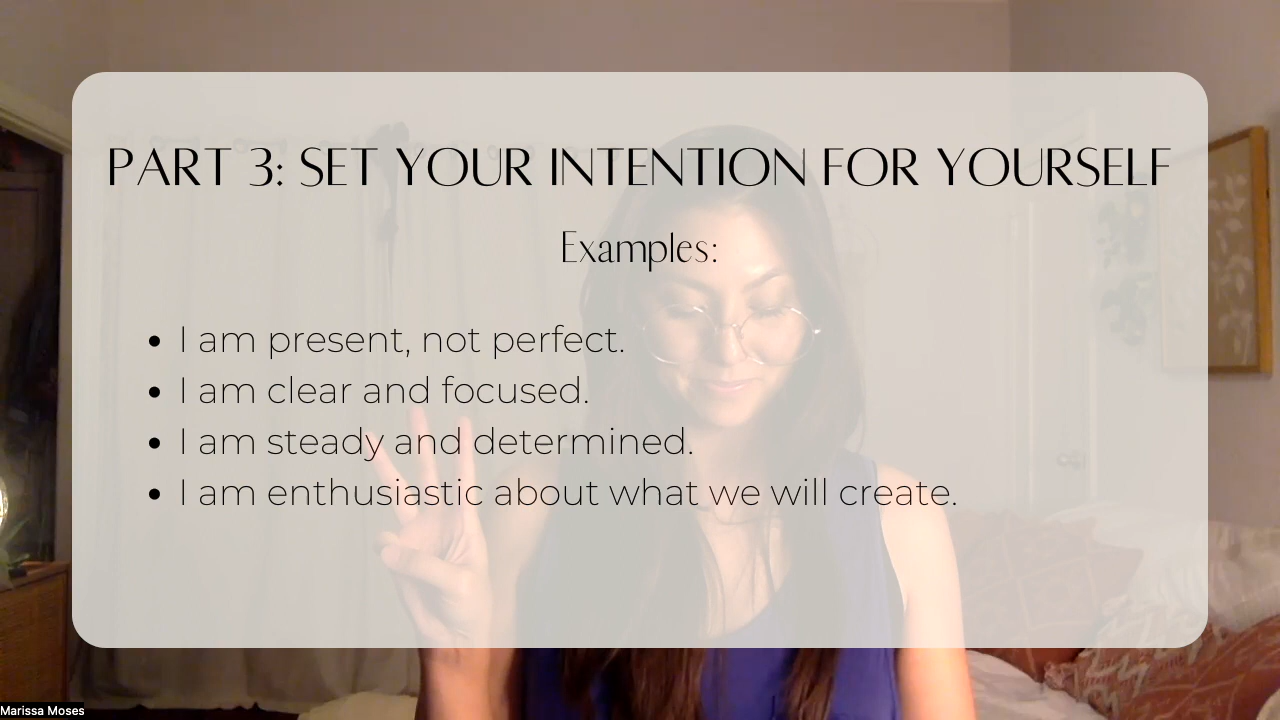 PART 3: SET YOUR INTENTION FOR YOURSELF
Examples:
• I am present, not perfect.
• I am clear and focused.
• I am steady and determined.
• I am enthusiastic about what we will create.
Marissa Moses